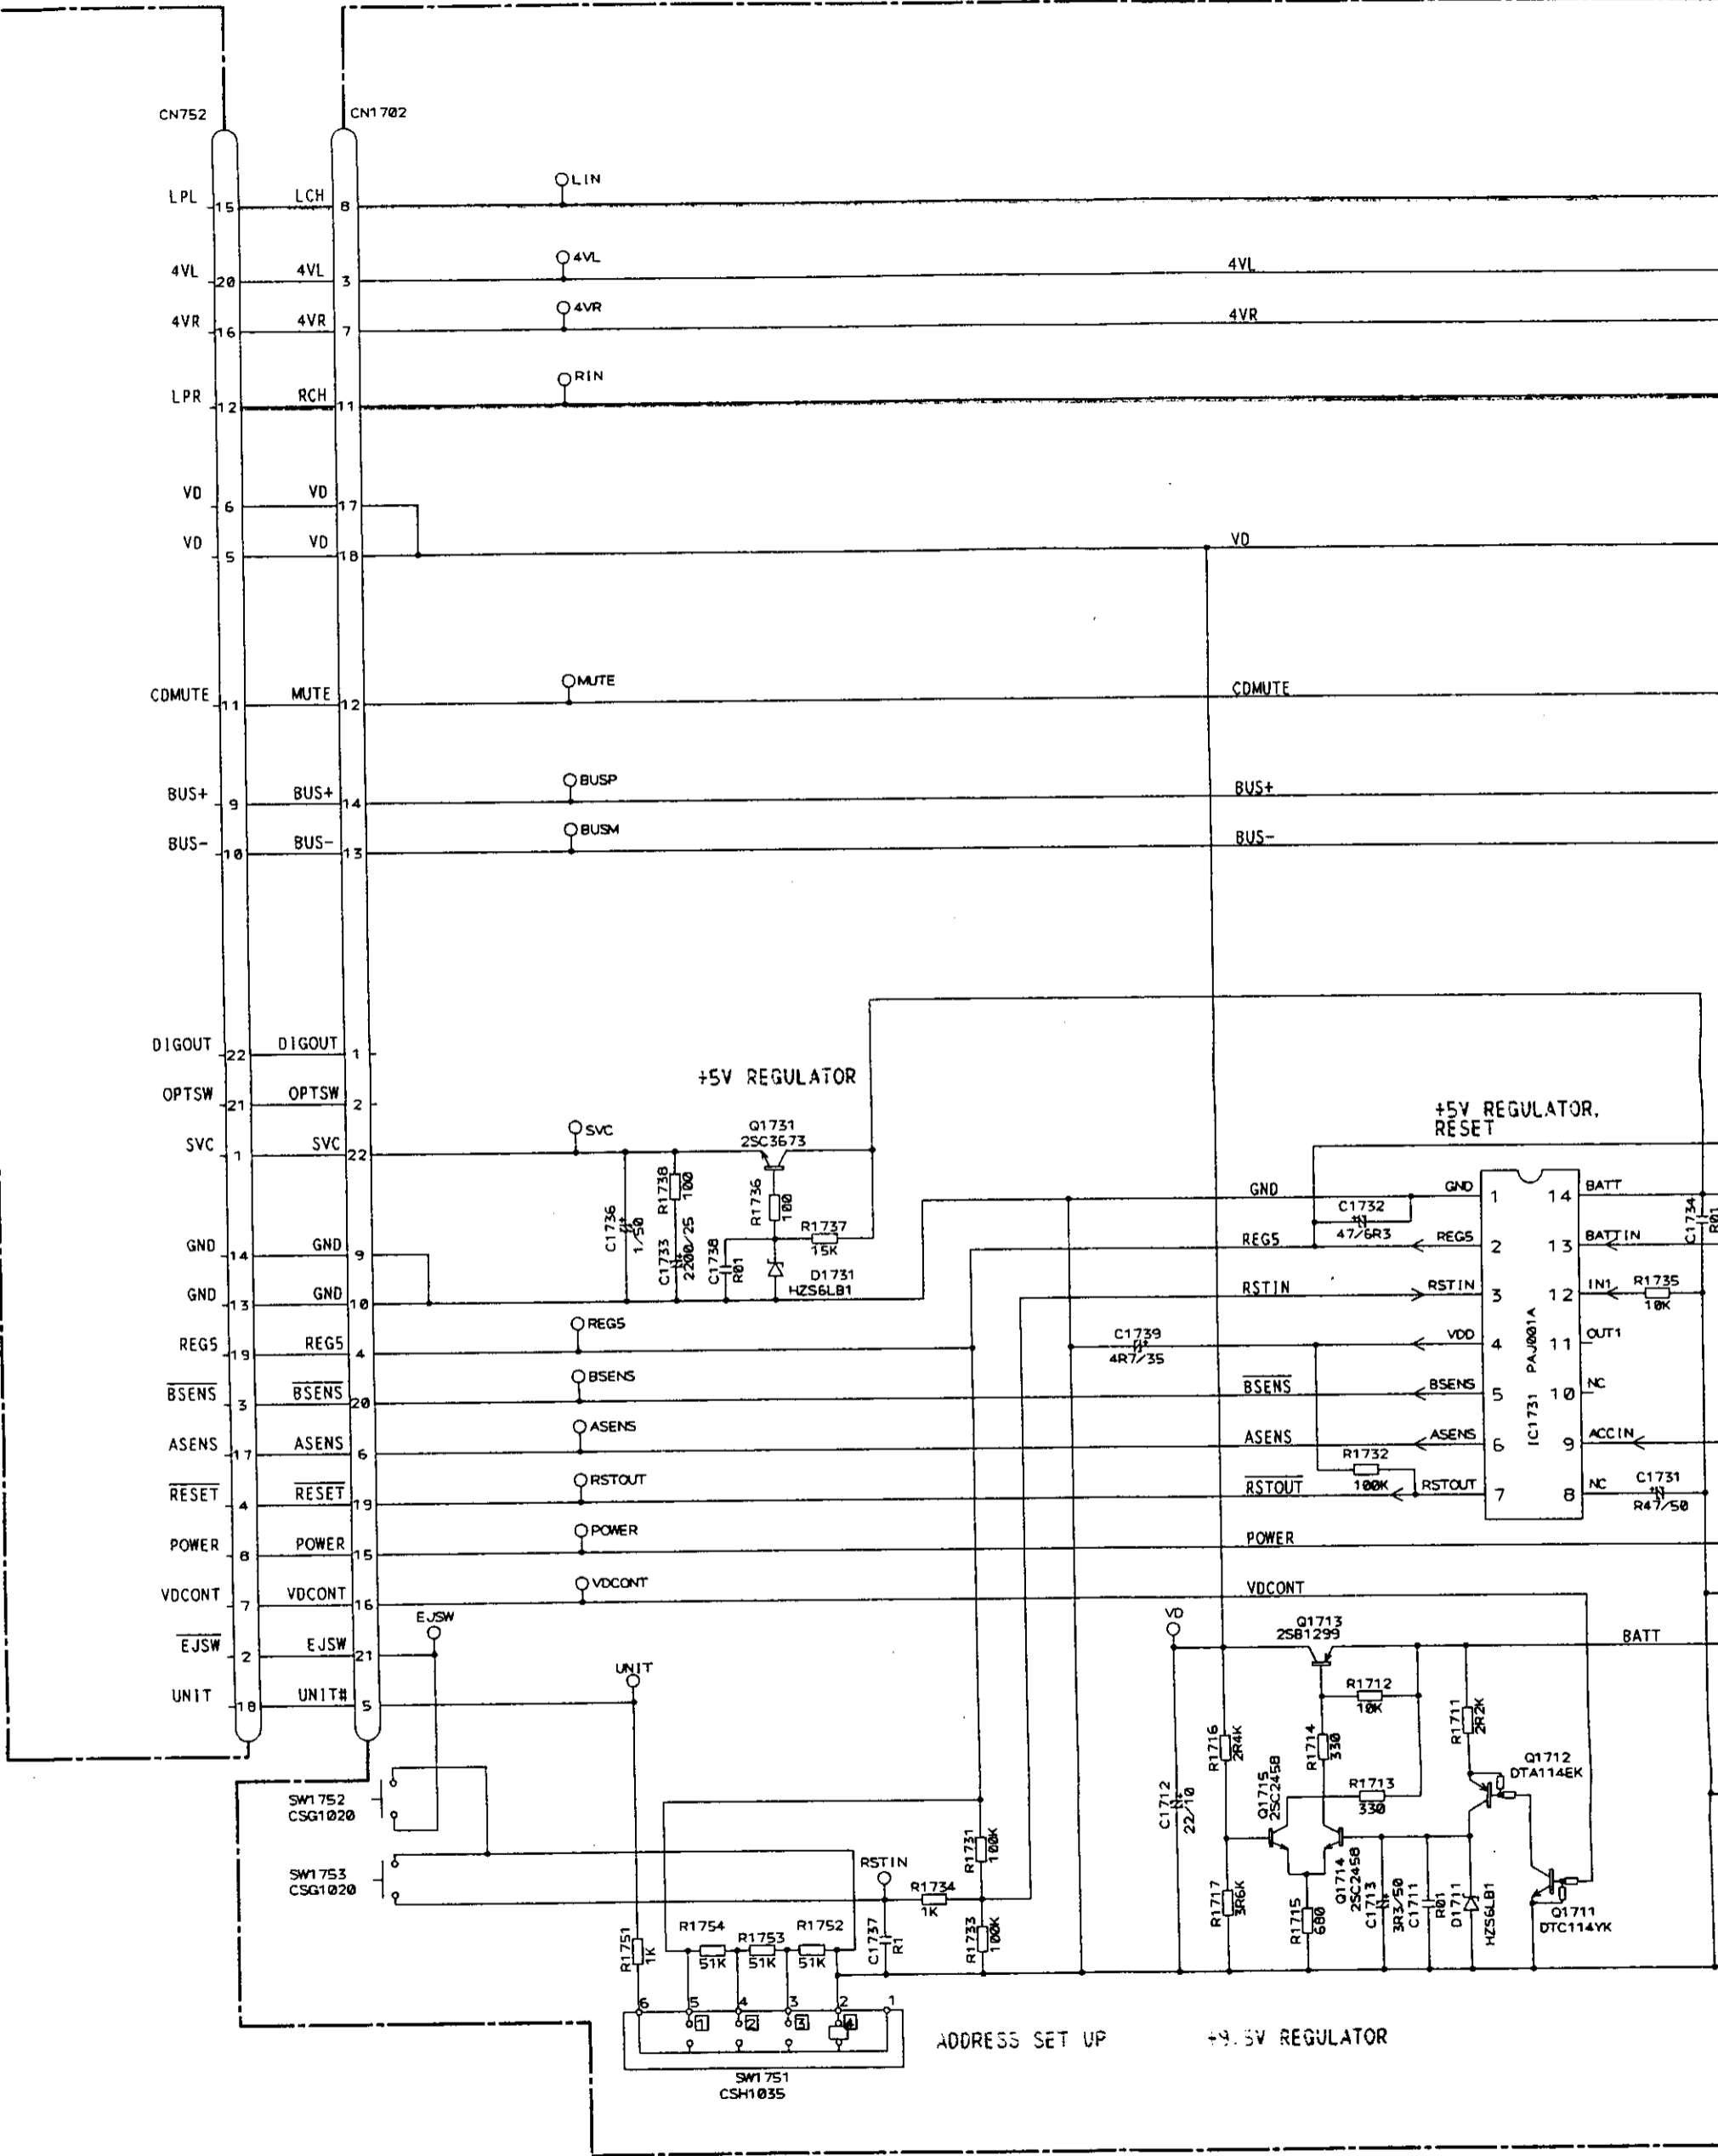 CN752
CN1702
LPL 15 LCH 8
LIN
4VL 20 4VL 3
4VL
4VL
4VR 16 4VR 7
4VR
4VR
LPR 12 RCH 11
RIN
VD 6 VD 17
VD 5 VD 18
VD
CDMUTE 11 MUTE 12
MUTE
CDMUTE
BUS+ 9 BUS+ 14
BUSP
BUS+
BUS- 10 BUS- 13
BUSM
BUS-
DIGOUT 22 DIGOUT 1
OPTSW 21 OPTSW 2
SVC 1 SVC 22
SVC
GND 14 GND 9
GND 13 GND 10
REG5 19 REG5 4
REG5
BSENS 3 BSENS 20
BSENS
BSENS
ASENS 17 ASENS 6
ASENS
ASENS
RESET 4 RESET 19
RSTOUT
RSTOUT
POWER 8 POWER 15
POWER
POWER
VDCONT 7 VDCONT 16
VDCONT
VDCONT
EJSW 2 EJSW 21
EJSW
UNIT 18 UNIT# 5
UNIT
+5V REGULATOR
Q1731
2SC3673
C1736
1/50
R1738
100
C1733
2200/25
C1738
R01
R1736
100
R1737
15K
D1731
HZS6LB1
+5V REGULATOR,
RESET
GND
REG5
RSTIN
C1732
47/6R3
C1739
4R7/35
R1732
100K
IC1731 PAJ001A
GND 1 14 BATT
REG5 2 13 BATTIN
RSTIN 3 12 IN1
VDD 4 11 OUT1
BSENS 5 10 NC
ASENS 6 9 ACCIN
RSTOUT 7 8 NC
C1734
R01
R1735
10K
C1731
R47/50
VD
Q1713
2SB1299
BATT
R1712
10K
R1711
2R2K
R1716
2R4K
R1714
330
Q1712
DTA114EK
R1713
330
C1712
22/10
Q1715
2SC2458
R1717
3R6K
R1715
680
Q1714
2SC2458
C1713
3R3/50
C1711
R01
D1711
HZS6LB1
Q1711
DTC114YK
SW1752
CSG1020
SW1753
CSG1020
RSTIN
R1731
100K
R1734
1K
R1733
100K
C1737
R1
R1751
1K
R1754
51K
R1753
51K
R1752
51K
6 5 4 3 2 1
1 2 3 4
SW1751
CSH1035
ADDRESS SET UP
+9.5V REGULATOR